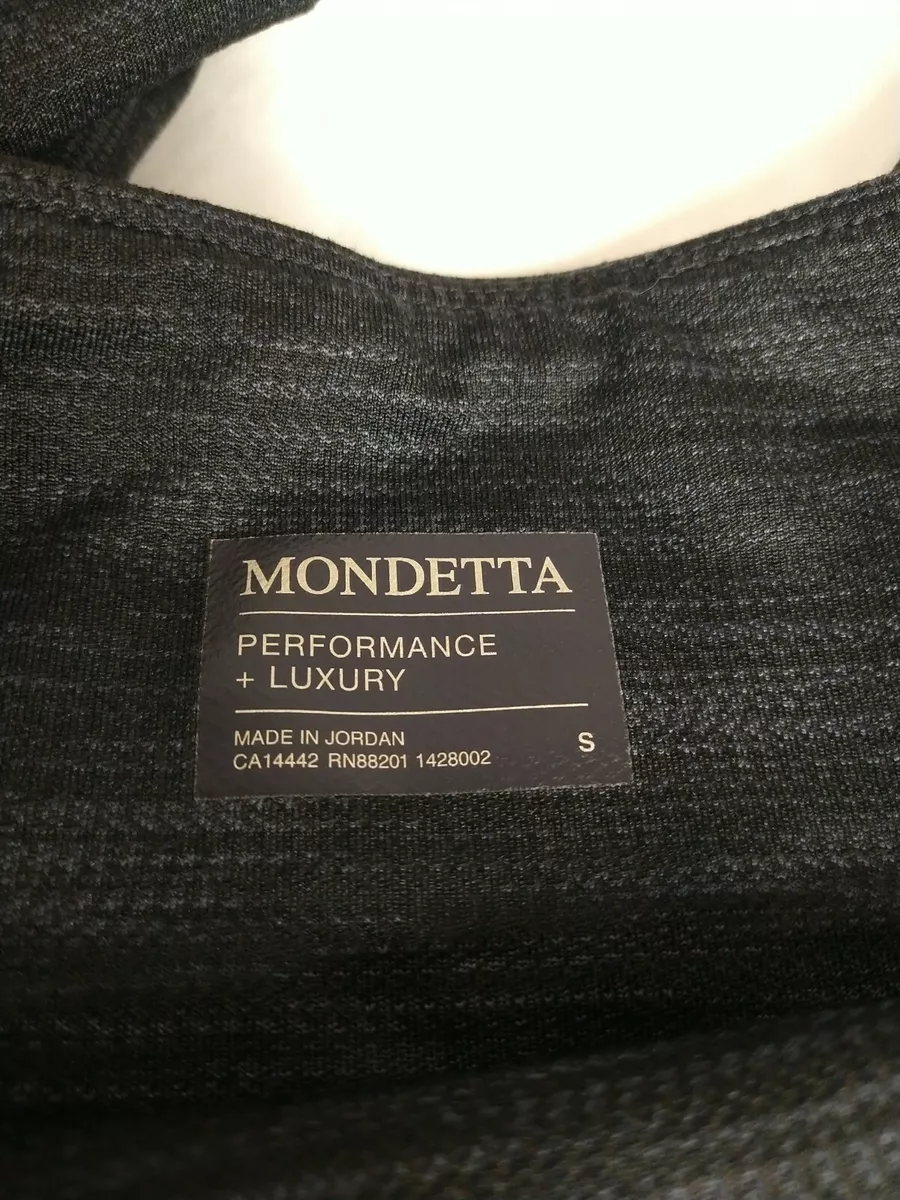 MONDETTA
PERFORMANCE
+ LUXURY
MADE IN JORDAN
CA14442 RN88201 1428002
S